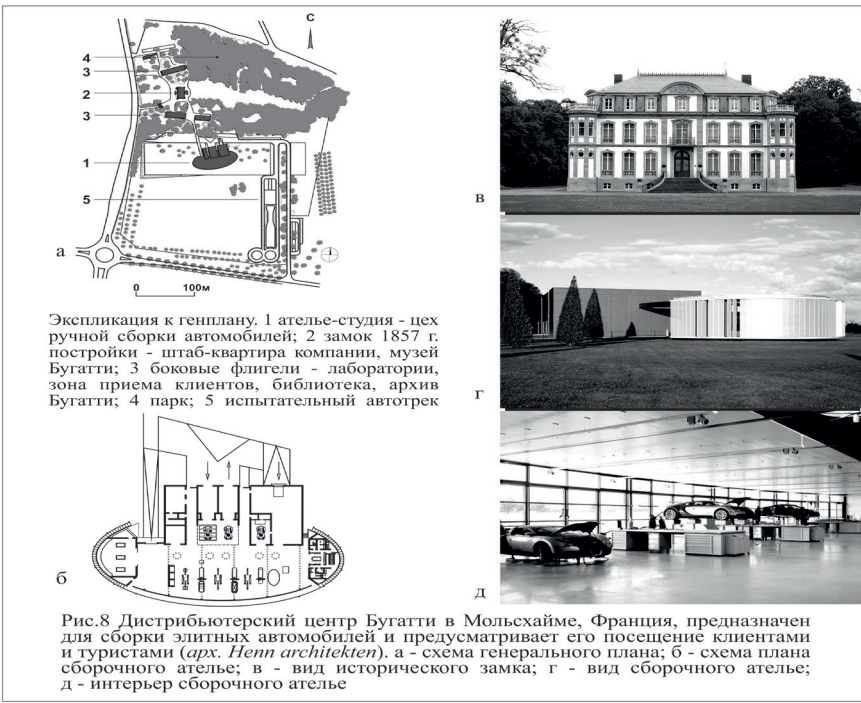 С
4
3
2
3
1
5
а
0 100м
Экспликация к генплану. 1 ателье-студия - цех
ручной сборки автомобилей; 2 замок 1857 г.
постройки - штаб-квартира компании, музей
Бугатти; 3 боковые флигели - лаборатории,
зона приема клиентов, библиотека, архив
Бугатти; 4 парк; 5 испытательный автотрек
б
в
г
д
Рис.8 Дистрибьютерский центр Бугатти в Мольсхайме, Франция, предназначен
для сборки элитных автомобилей и предусматривает его посещение клиентами
и туристами (арх. Henn architekten). а - схема генерального плана; б - схема плана
сборочного ателье; в - вид исторического замка; г - вид сборочного ателье;
д - интерьер сборочного ателье